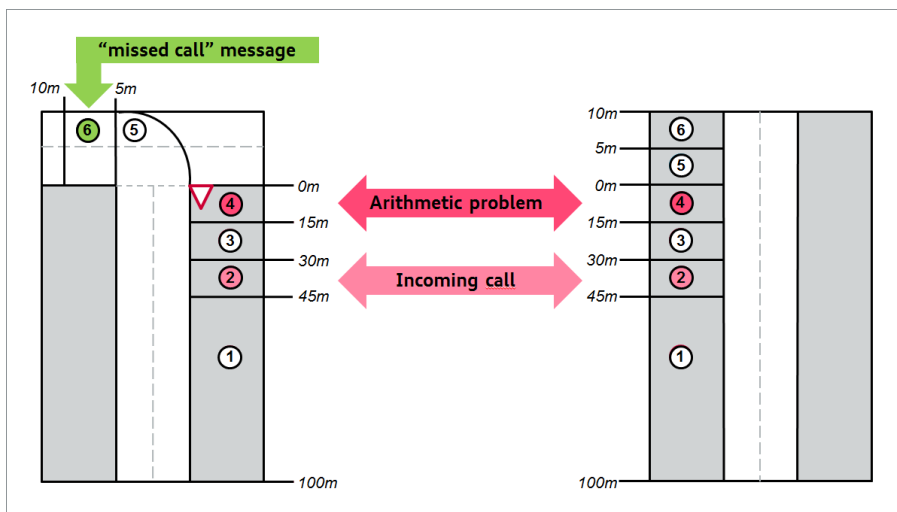 “missed call” message
10m
5m
10m
6
5
6
5m
5
0m
0m
4
Arithmetic problem
4
15m
15m
3
3
30m
30m
2
Incoming call
2
45m
45m
1
1
100m
100m